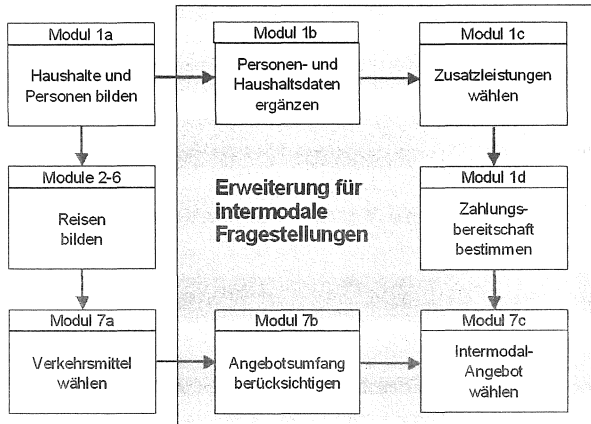 Modul 1a
Haushalte und
Personen bilden
Modul 1b
Personen- und
Haushaltsdaten
ergänzen
Modul 1c
Zusatzleistungen
wählen
Module 2-6
Reisen
bilden
Erweiterung für
intermodale
Fragestellungen
Modul 1d
Zahlungs-
bereitschaft
bestimmen
Modul 7a
Verkehrsmittel
wählen
Modul 7b
Angebotsumfang
berücksichtigen
Modul 7c
Intermodal-
Angebot
wählen